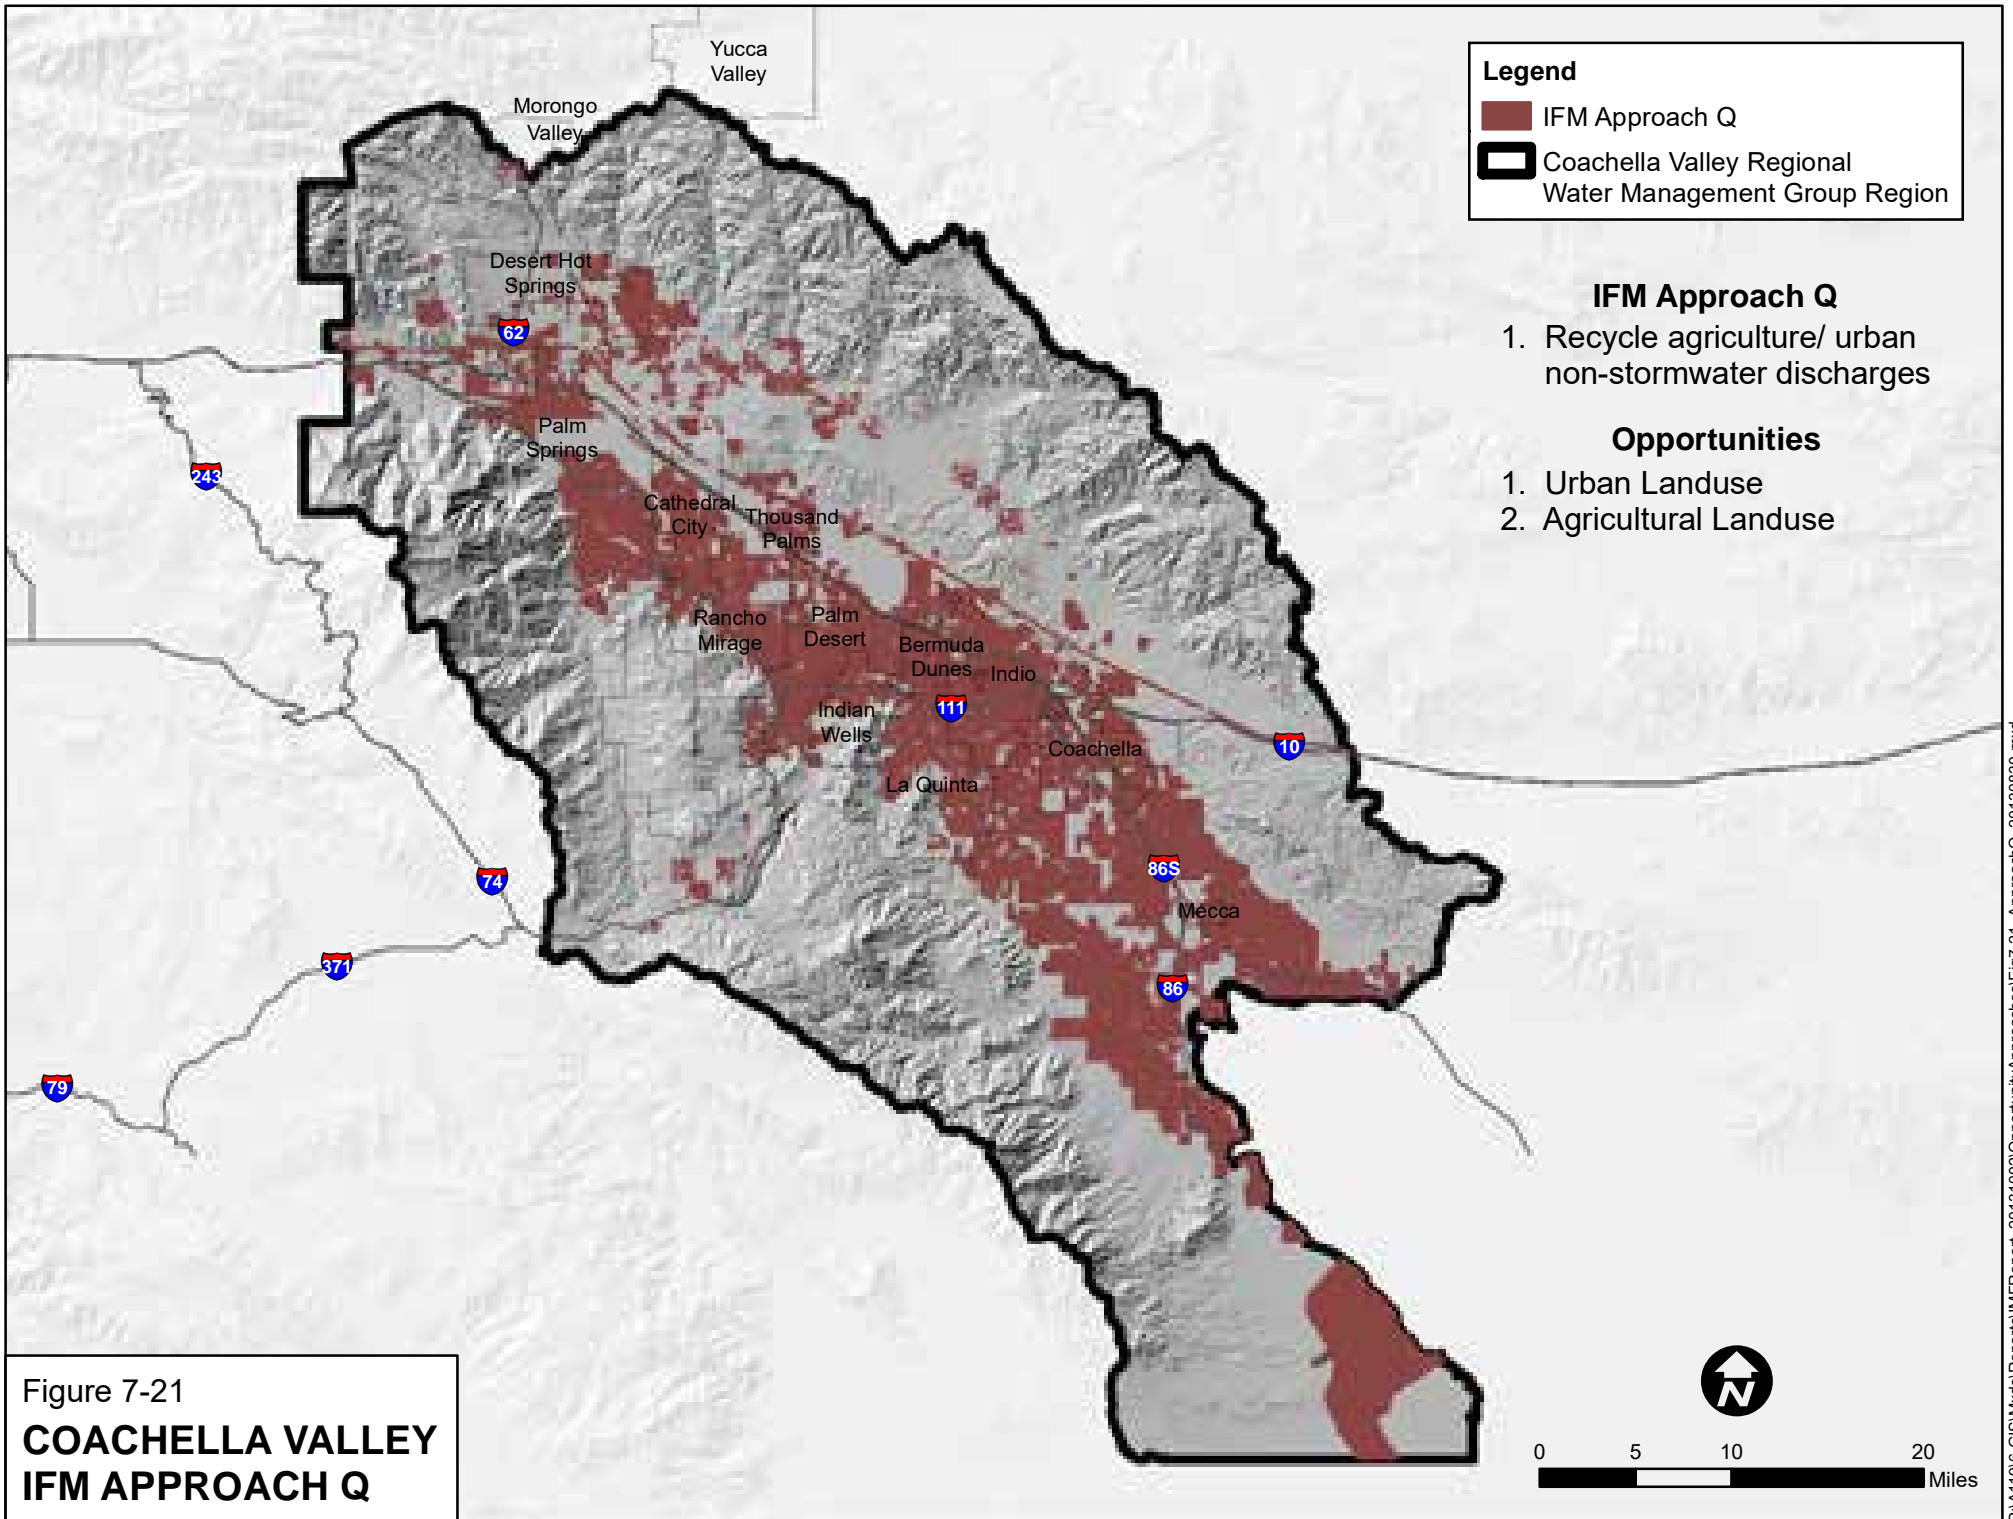 Yucca
Valley
Morongo
Valley
Legend
IFM Approach Q
Coachella Valley Regional
Water Management Group Region
IFM Approach Q
1. Recycle agriculture/ urban
non-stormwater discharges
Opportunities
1. Urban Landuse
2. Agricultural Landuse
Desert Hot
Springs
62
Palm
Springs
243
Cathedral
City
Thousand
Palms
Rancho
Mirage
Palm
Desert
Bermuda
Dunes
Indio
111
Indian
Wells
Coachella
10
La Quinta
86S
74
Mecca
371
86
79
Figure 7-21
COACHELLA VALLEY
IFM APPROACH Q
N
0 5 10 20
Miles